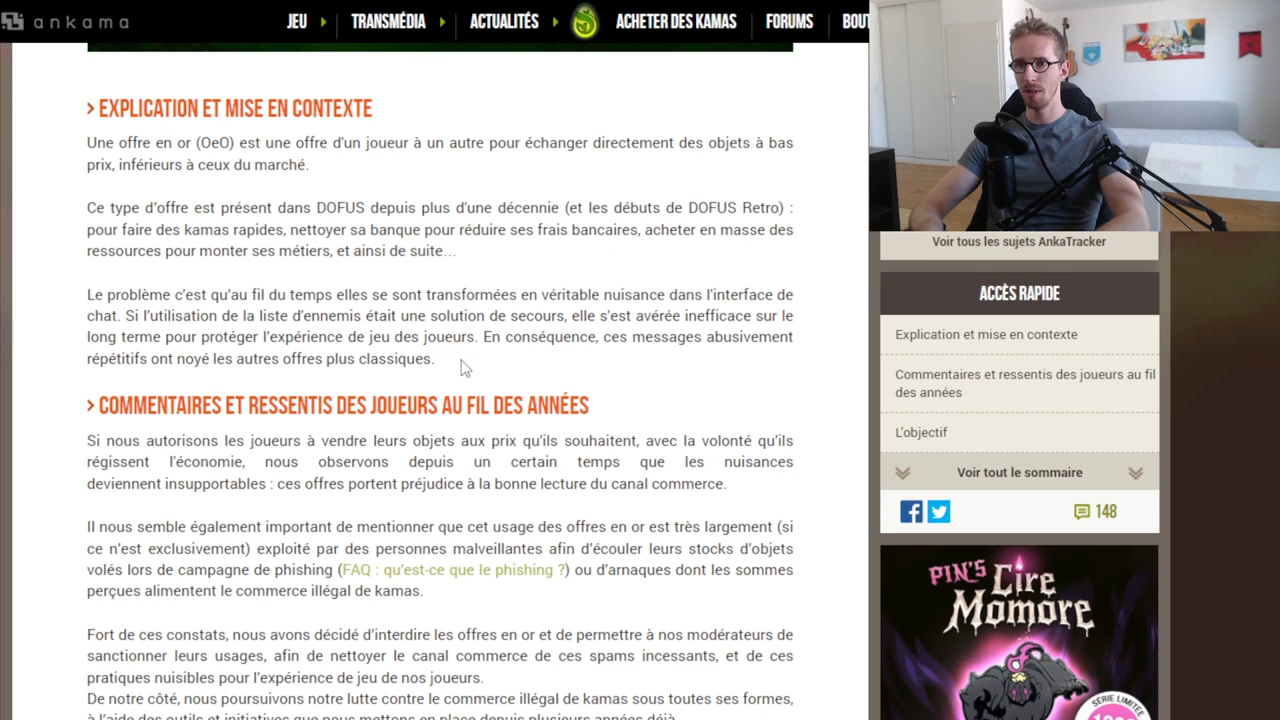 ankama
JEU
TRANSMÉDIA
ACTUALITÉS
ACHETER DES KAMAS
FORUMS
BOUT
> EXPLICATION ET MISE EN CONTEXTE
Une offre en or (OeO) est une offre d'un joueur à un autre pour échanger directement des objets à bas
prix, inférieurs à ceux du marché.
Ce type d'offre est présent dans DOFUS depuis plus d'une décennie (et les débuts de DOFUS Retro) :
pour faire des kamas rapides, nettoyer sa banque pour réduire ses frais bancaires, acheter en masse des
ressources pour monter ses métiers, et ainsi de suite…
Le problème c'est qu'au fil du temps elles se sont transformées en véritable nuisance dans l'interface de
chat. Si l'utilisation de la liste d'ennemis était une solution de secours, elle s'est avérée inefficace sur le
long terme pour protéger l'expérience de jeu des joueurs. En conséquence, ces messages abusivement
répétitifs ont noyé les autres offres plus classiques.
> COMMENTAIRES ET RESSENTIS DES JOUEURS AU FIL DES ANNÉES
Si nous autorisons les joueurs à vendre leurs objets aux prix qu'ils souhaitent, avec la volonté qu'ils
régissent l'économie, nous observons depuis un certain temps que les nuisances
deviennent insupportables : ces offres portent préjudice à la bonne lecture du canal commerce.
Il nous semble également important de mentionner que cet usage des offres en or est très largement (si
ce n'est exclusivement) exploité par des personnes malveillantes afin d'écouler leurs stocks d'objets
volés lors de campagne de phishing (FAQ : qu'est-ce que le phishing ?) ou d'arnaques dont les sommes
perçues alimentent le commerce illégal de kamas.
Fort de ces constats, nous avons décidé d'interdire les offres en or et de permettre à nos modérateurs de
sanctionner leurs usages, afin de nettoyer le canal commerce de ces spams incessants, et de ces
pratiques nuisibles pour l'expérience de jeu de nos joueurs.
De notre côté, nous poursuivons notre lutte contre le commerce illégal de kamas sous toutes ses formes,
à l'aide des outils et initiatives que nous mettons en place depuis plusieurs années déjà.
Voir tous les sujets AnkaTracker
ACCÈS RAPIDE
Explication et mise en contexte
Commentaires et ressentis des joueurs au fil
des années
L'objectif
Voir tout le sommaire
148
PIN'S
Cire
Momore
SÉRIE LIMITÉE